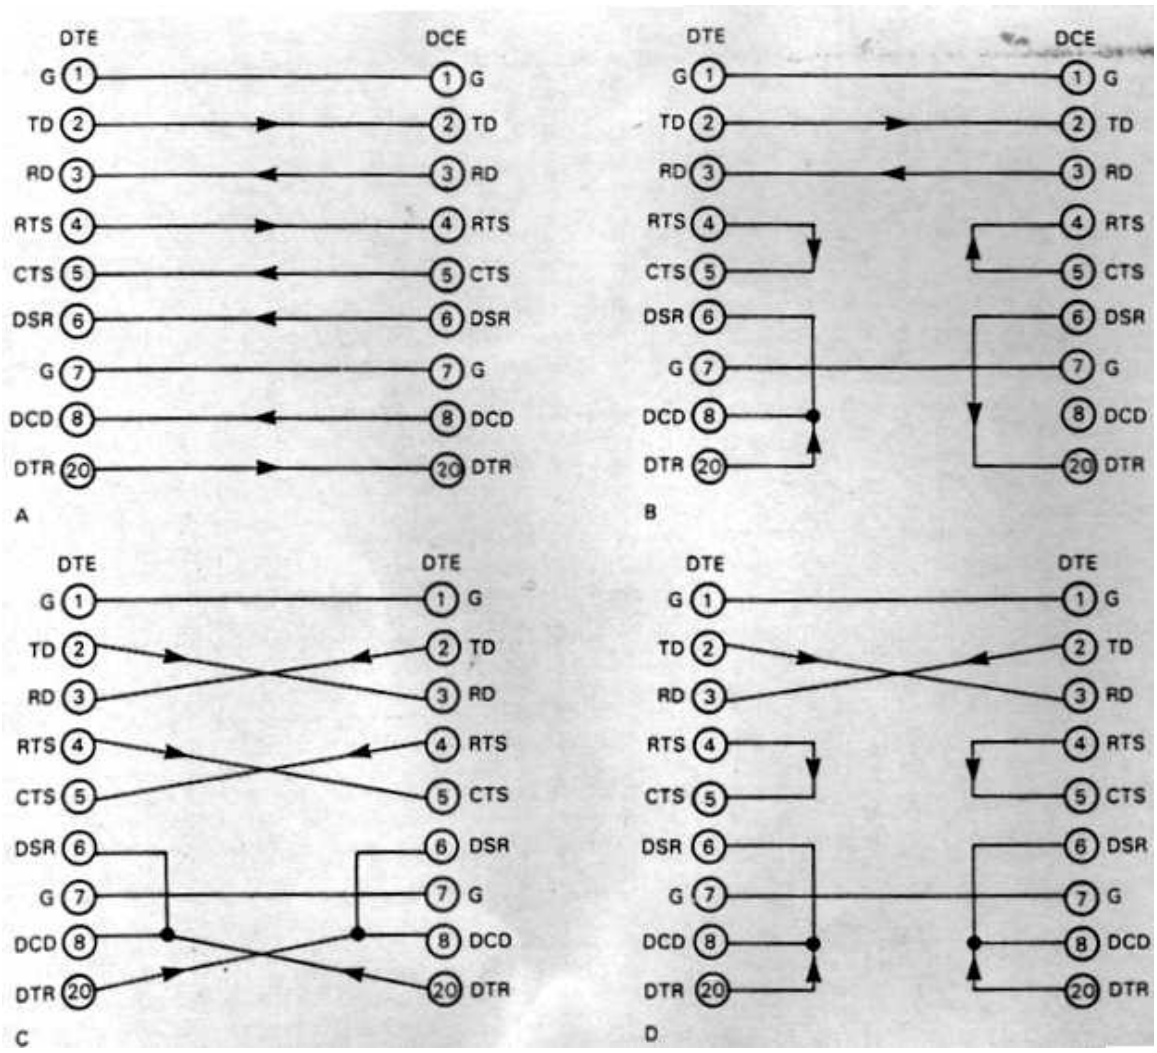 DTE DCE
G 1 1 G
TD 2 2 TD
RD 3 3 RD
RTS 4 4 RTS
CTS 5 5 CTS
DSR 6 6 DSR
G 7 7 G
DCD 8 8 DCD
DTR 20 20 DTR
A
DTE DCE
G 1 1 G
TD 2 2 TD
RD 3 3 RD
RTS 4 4 RTS
CTS 5 5 CTS
DSR 6 6 DSR
G 7 7 G
DCD 8 8 DCD
DTR 20 20 DTR
B
DTE DTE
G 1 1 G
TD 2 2 TD
RD 3 3 RD
RTS 4 4 RTS
CTS 5 5 CTS
DSR 6 6 DSR
G 7 7 G
DCD 8 8 DCD
DTR 20 20 DTR
C
DTE DTE
G 1 1 G
TD 2 2 TD
RD 3 3 RD
RTS 4 4 RTS
CTS 5 5 CTS
DSR 6 6 DSR
G 7 7 G
DCD 8 8 DCD
DTR 20 20 DTR
D